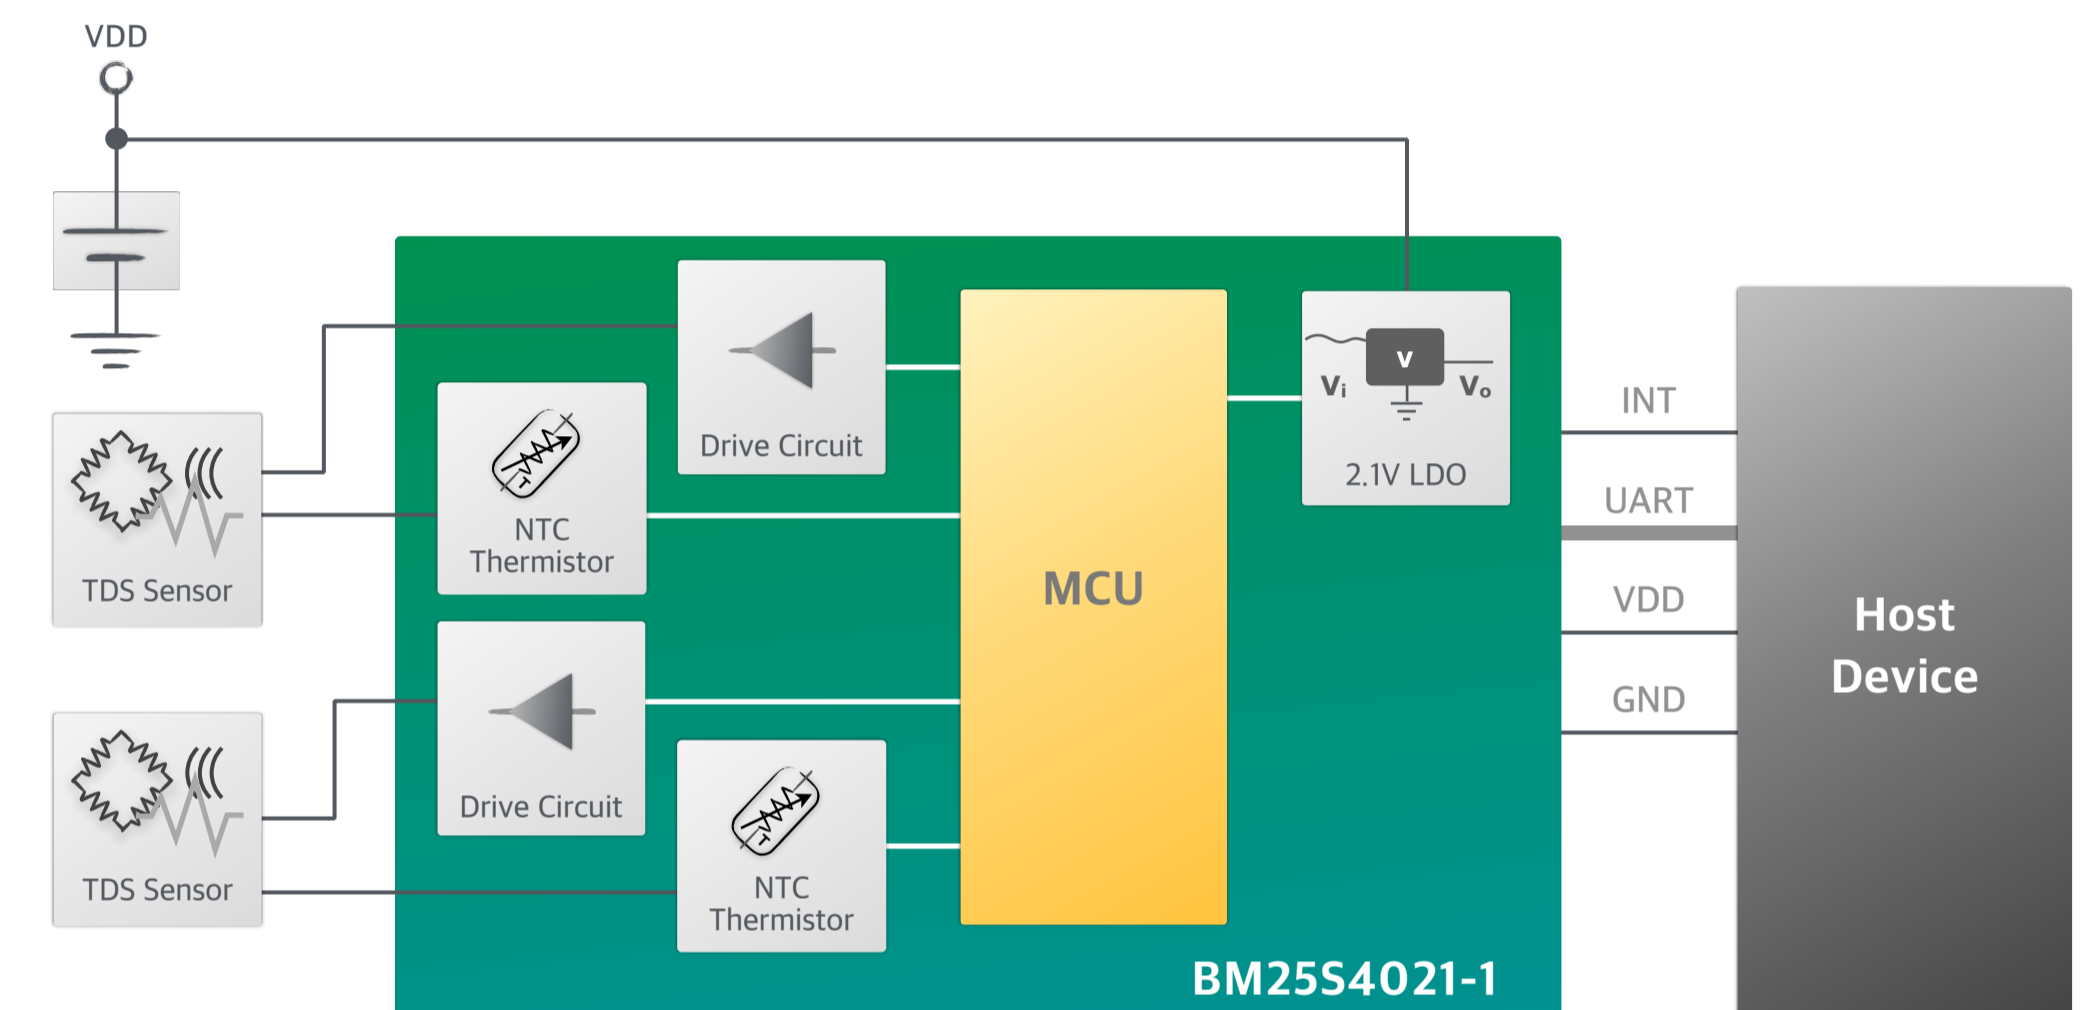 VDD
TDS Sensor
TDS Sensor
Drive Circuit
NTC
Thermistor
Drive Circuit
NTC
Thermistor
MCU
V
Vi
Vo
2.1V LDO
BM25S4021-1
INT
UART
VDD
GND
Host
Device
T
T